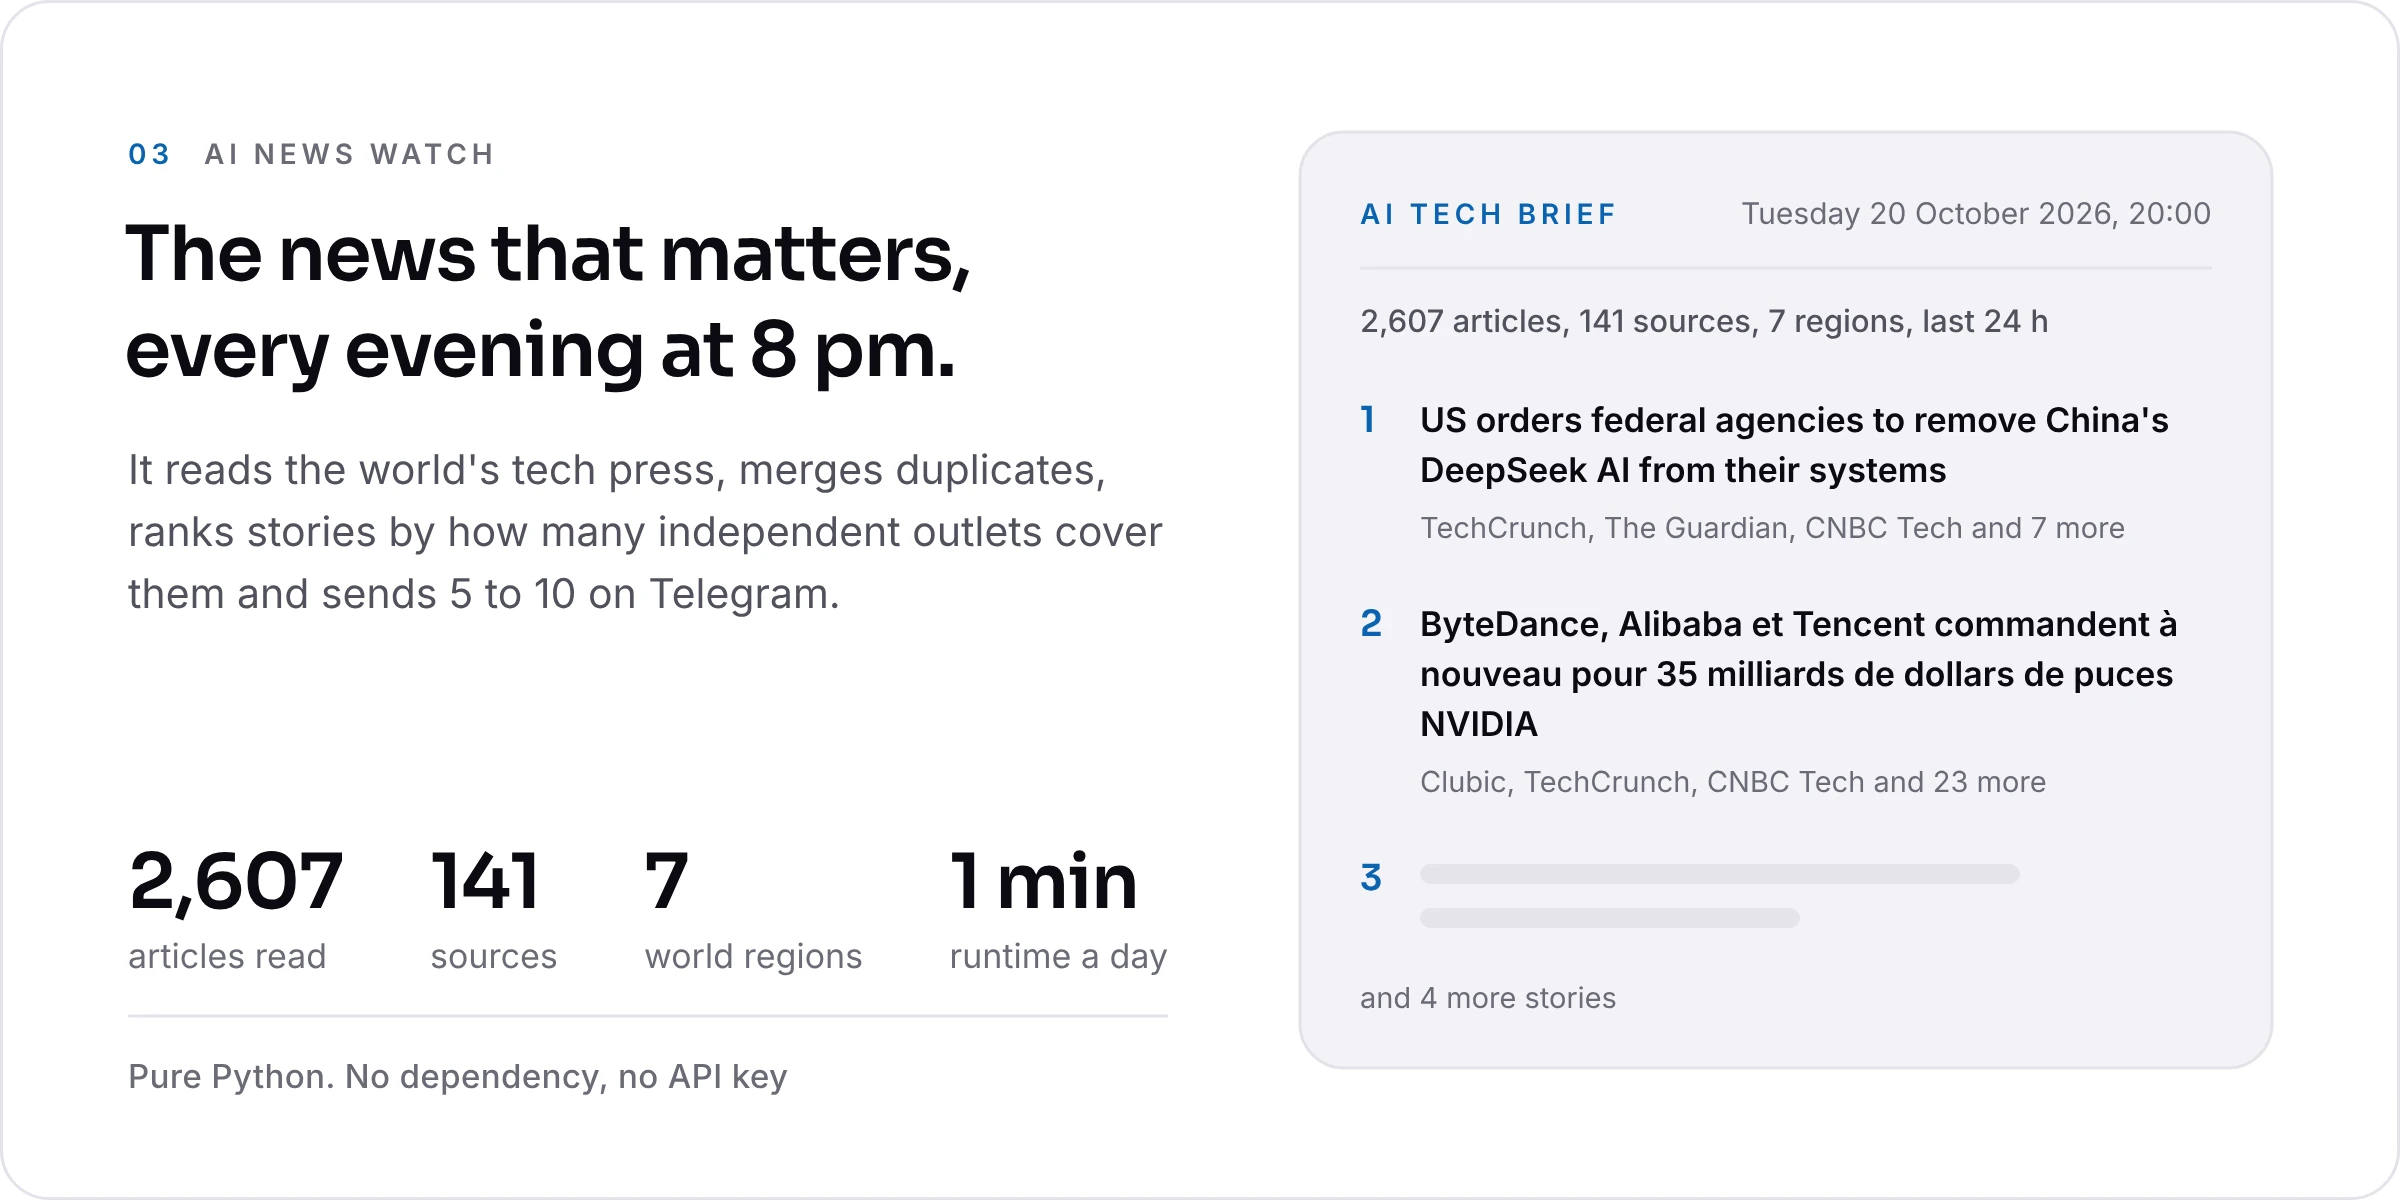 03 AI NEWS WATCH
The news that matters,
every evening at 8 pm.
It reads the world's tech press, merges duplicates,
ranks stories by how many independent outlets cover
them and sends 5 to 10 on Telegram.
2,607 141 7 1 min
articles read sources world regions runtime a day
Pure Python. No dependency, no API key
AI TECH BRIEF Tuesday 20 October 2026, 20:00
2,607 articles, 141 sources, 7 regions, last 24 h
1 US orders federal agencies to remove China's
DeepSeek AI from their systems
TechCrunch, The Guardian, CNBC Tech and 7 more
2 ByteDance, Alibaba et Tencent commandent à
nouveau pour 35 milliards de dollars de puces
NVIDIA
Clubic, TechCrunch, CNBC Tech and 23 more
3
and 4 more stories